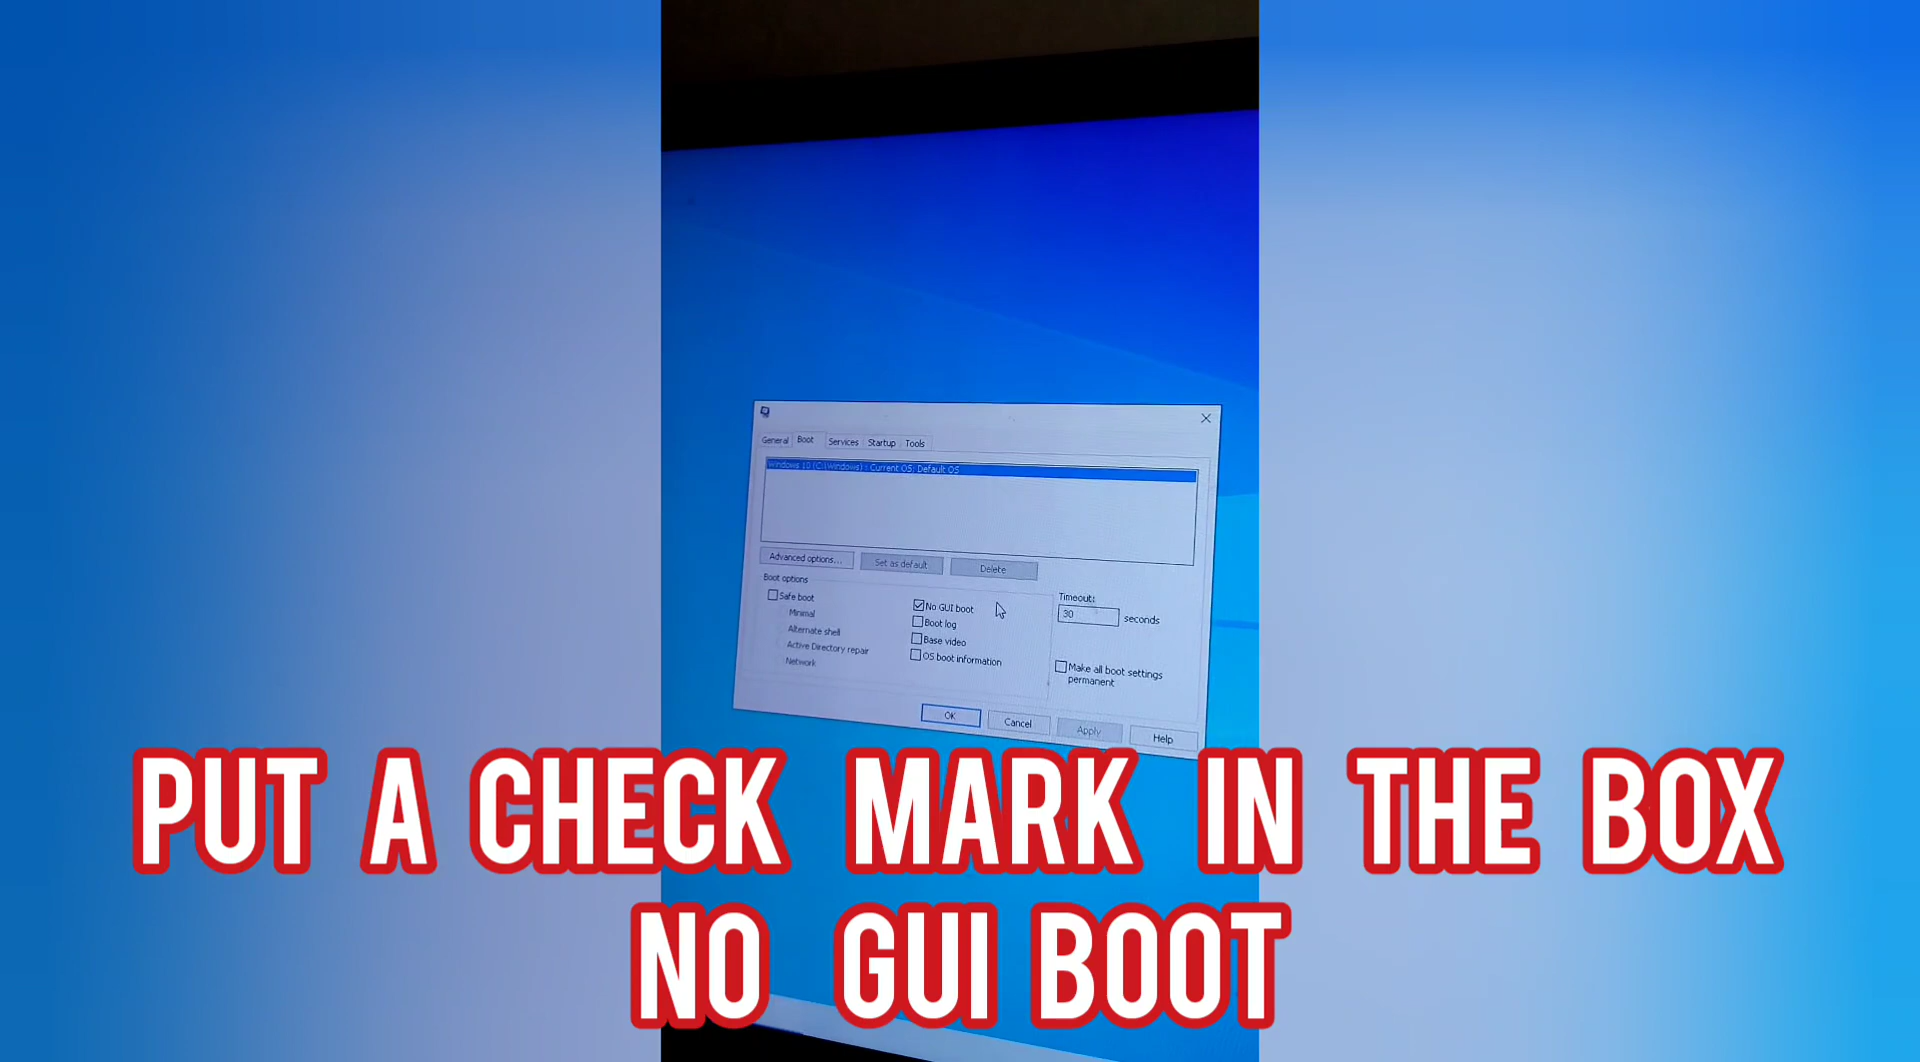 General Boot Services Startup Tools
Windows 10 (C:\Windows) : Current OS; Default OS
Advanced options... Set as default Delete
Boot options
Safe boot
Minimal
Alternate shell
Active Directory repair
Network
No GUI boot
Boot log
Base video
OS boot information
Timeout:
30 seconds
Make all boot settings
permanent
OK Cancel Apply Help
PUT A CHECK MARK IN THE BOX
NO GUI BOOT